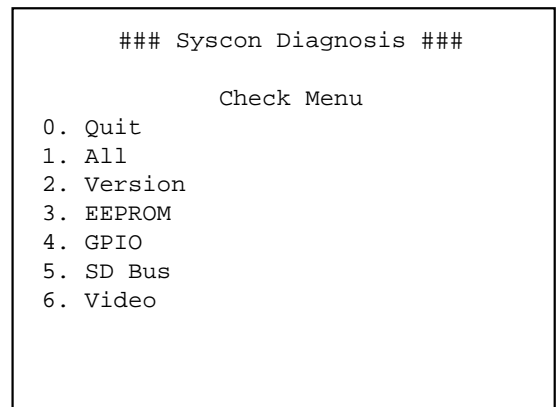 ### Syscon Diagnosis ###
Check Menu
0. Quit
1. All
2. Version
3. EEPROM
4. GPIO
5. SD Bus
6. Video